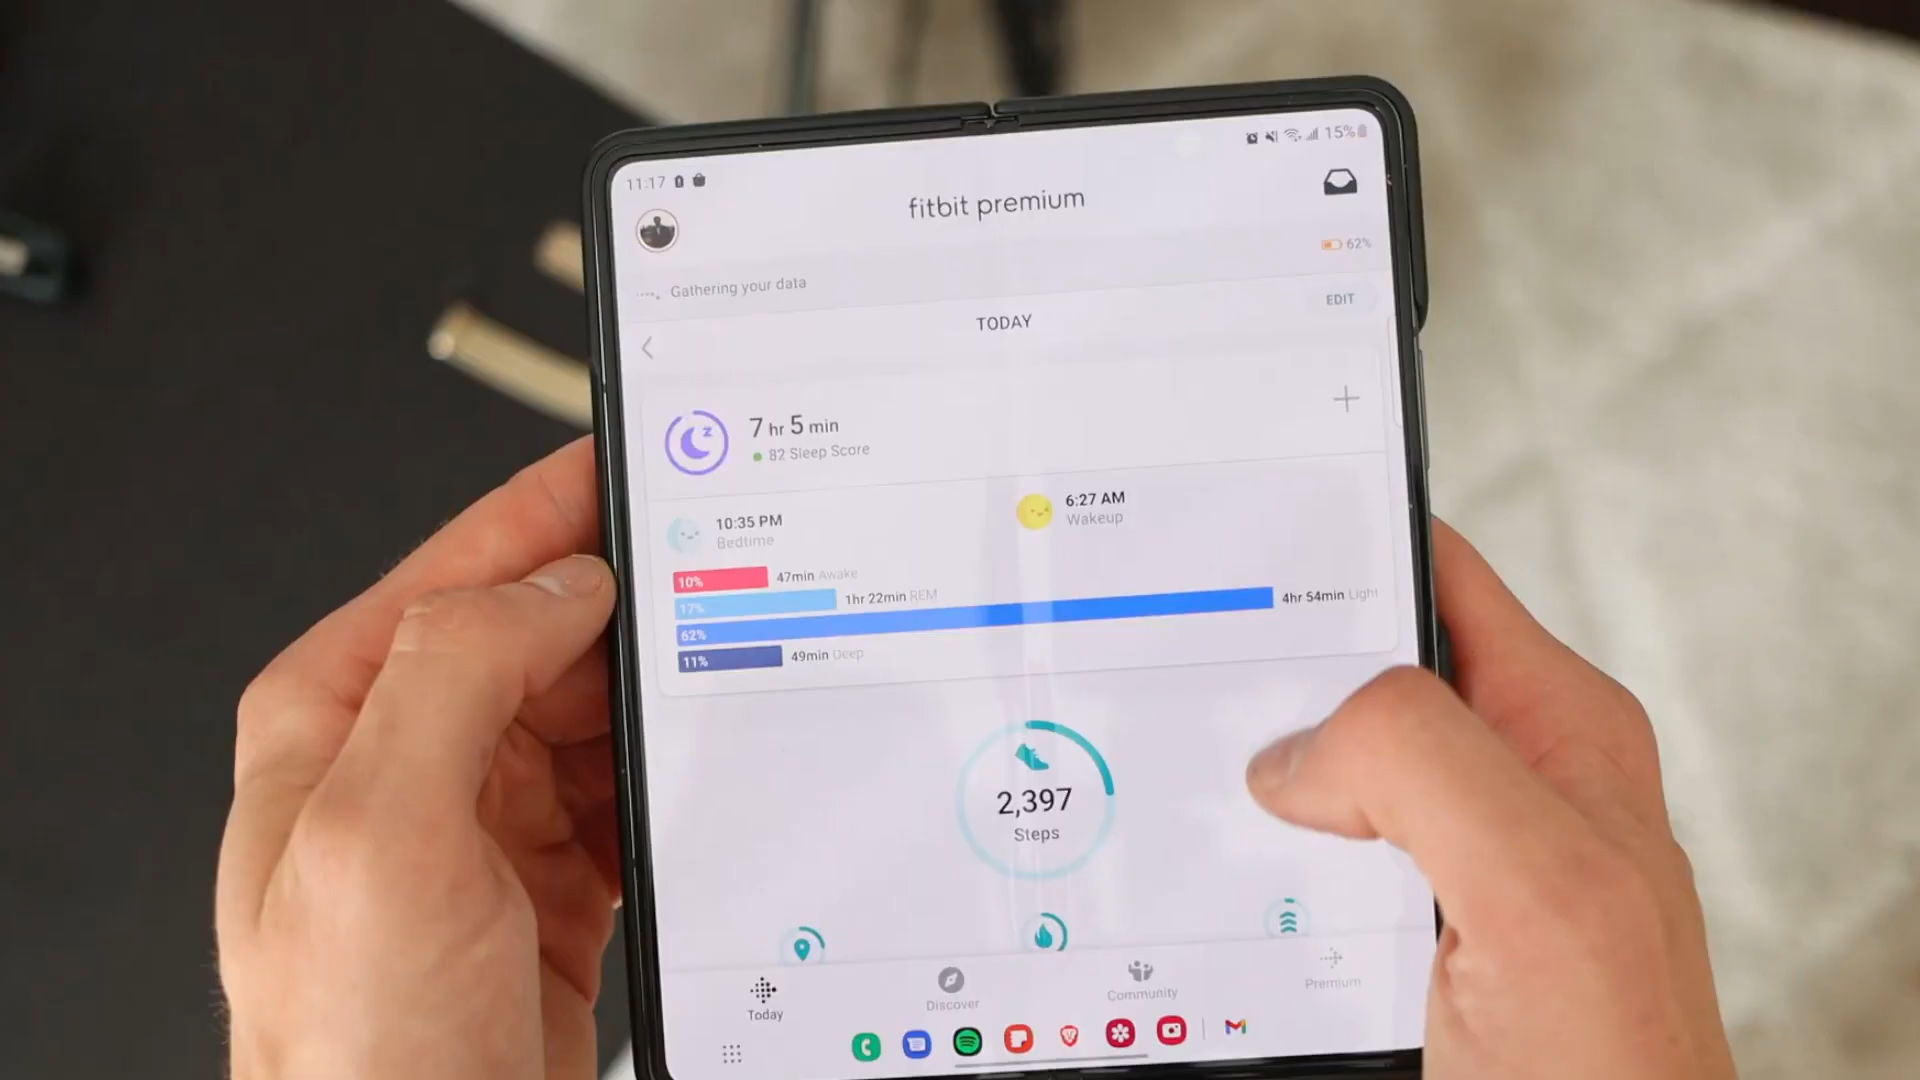 11:17
15%
fitbit premium
62%
Gathering your data
EDIT
TODAY
7 hr 5 min
82 Sleep Score
10:35 PM
Bedtime
6:27 AM
Wakeup
10% 47min Awake
17% 1hr 22min REM
62% 4hr 54min Light
11% 49min Deep
2,397
Steps
Today
Discover
Community
Premium